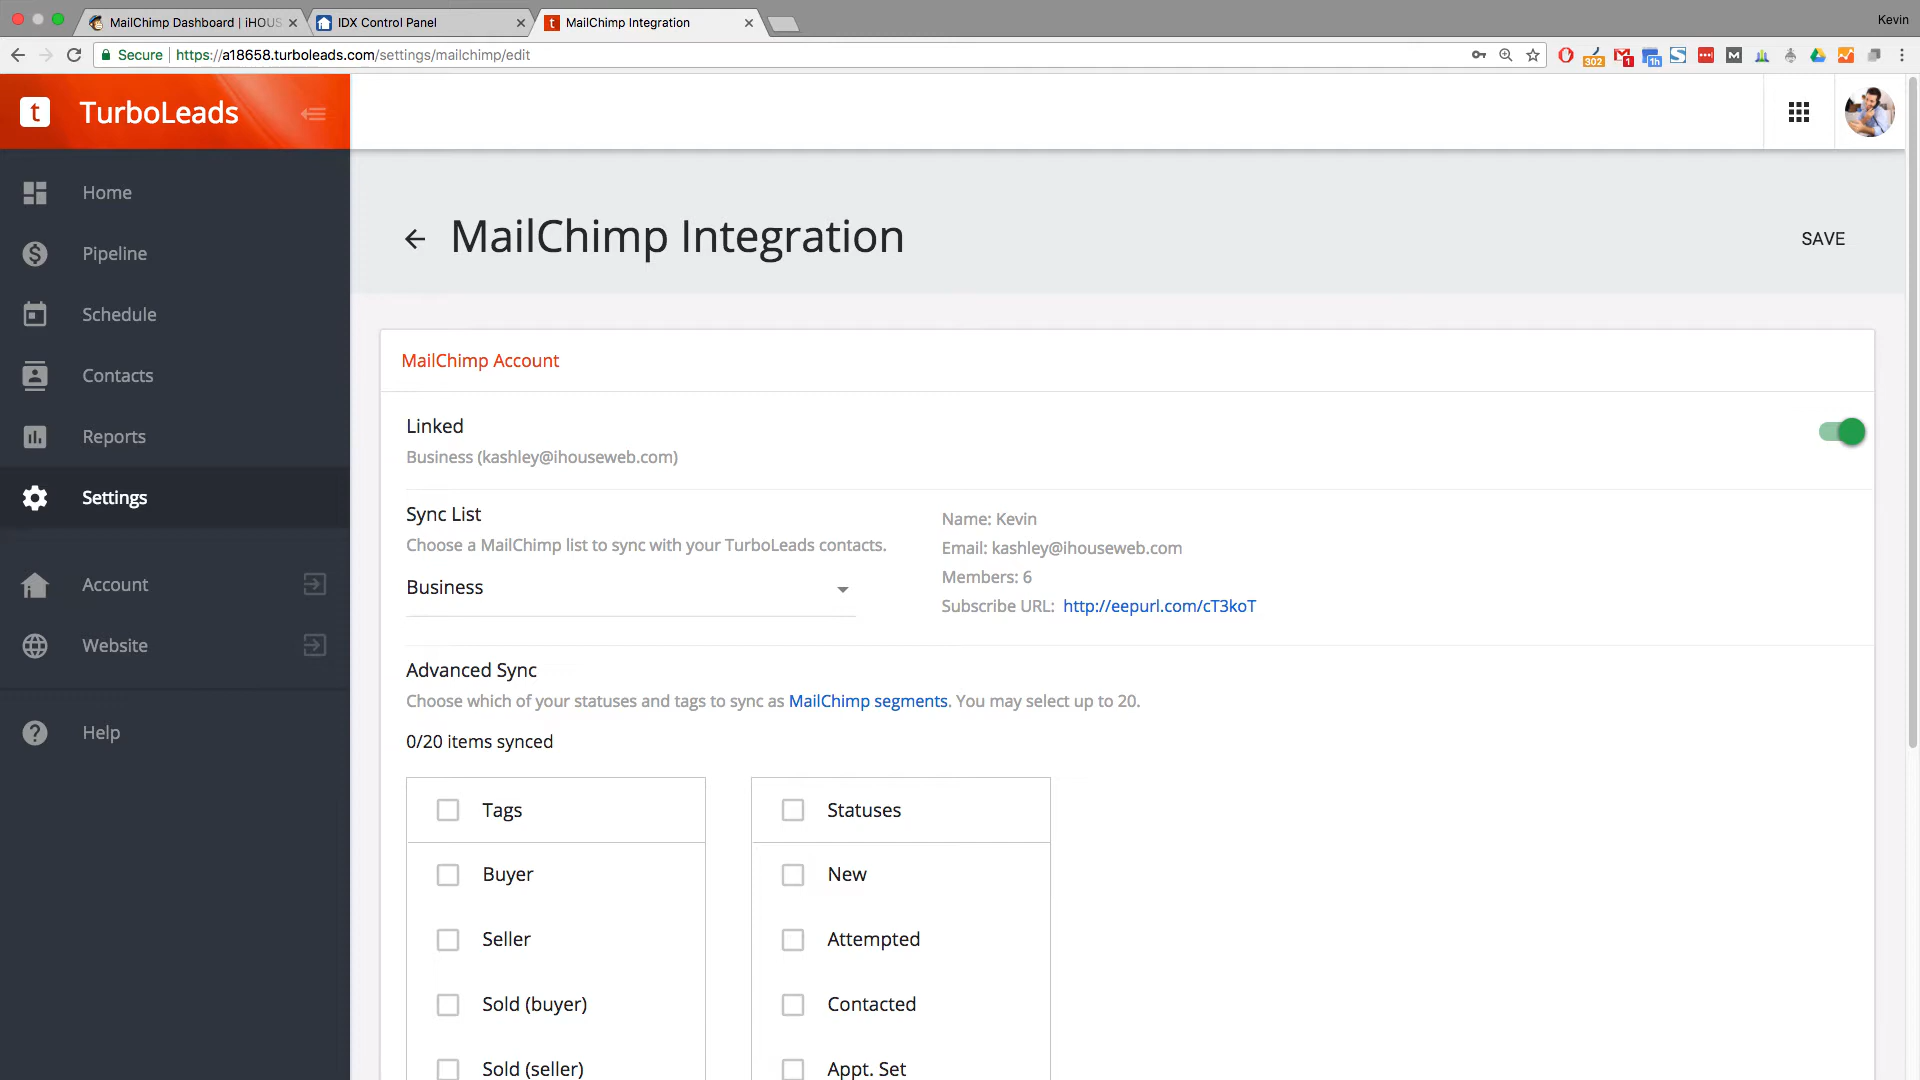 MailChimp Dashboard | iHOUS
IDX Control Panel
MailChimp Integration
Kevin
Secure
https://a18658.turboleads.com/settings/mailchimp/edit
302
1
1h
M
t
TurboLeads
Home
Pipeline
Schedule
Contacts
Reports
Settings
Account
Website
Help
MailChimp Integration
SAVE
MailChimp Account
Linked
Business (kashley@ihouseweb.com)
Sync List
Choose a MailChimp list to sync with your TurboLeads contacts.
Business
Name: Kevin
Email: kashley@ihouseweb.com
Members: 6
Subscribe URL: http://eepurl.com/cT3koT
Advanced Sync
Choose which of your statuses and tags to sync as MailChimp segments. You may select up to 20.
0/20 items synced
Tags
Buyer
Seller
Sold (buyer)
Sold (seller)
Statuses
New
Attempted
Contacted
Appt. Set